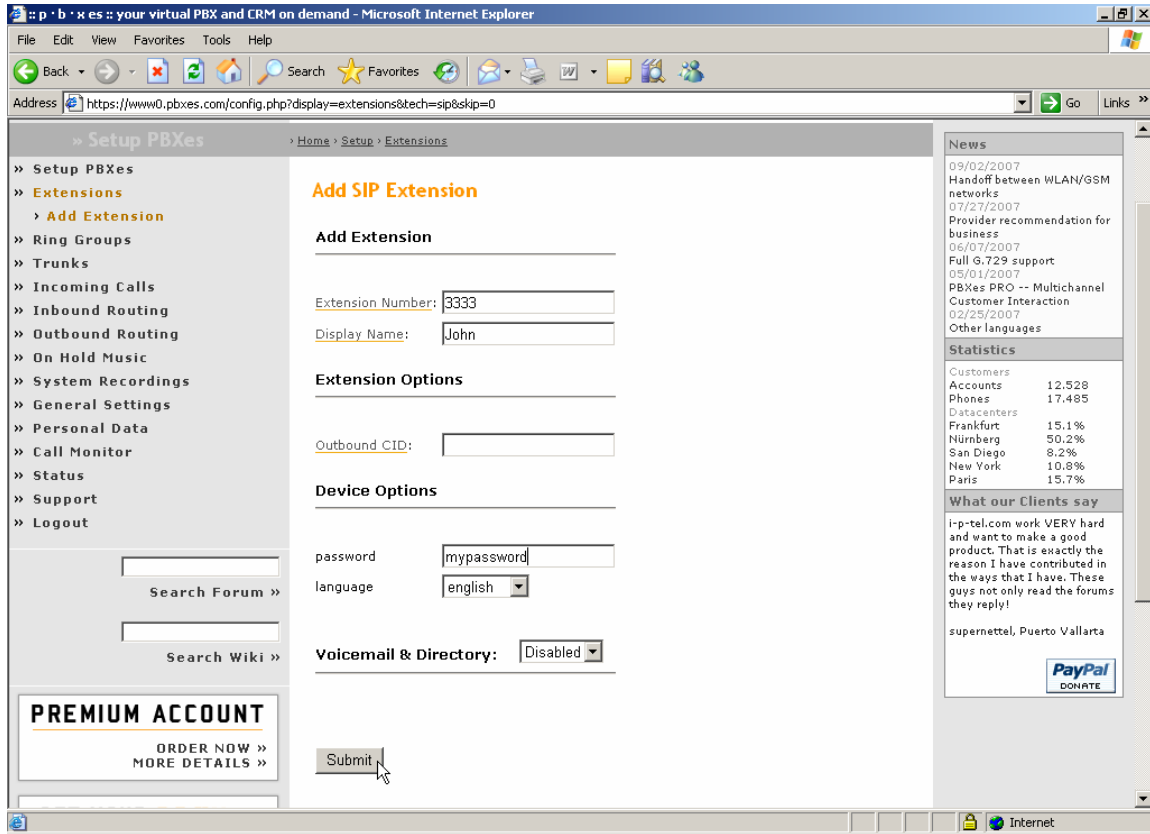 :: p · b · x es :: your virtual PBX and CRM on demand - Microsoft Internet Explorer
File Edit View Favorites Tools Help
Back Search Favorites
Address https://www0.pbxes.com/config.php?display=extensions&tech=sip&skip=0 Go Links »
» Setup PBXes
» Setup PBXes
» Extensions
› Add Extension
» Ring Groups
» Trunks
» Incoming Calls
» Inbound Routing
» Outbound Routing
» On Hold Music
» System Recordings
» General Settings
» Personal Data
» Call Monitor
» Status
» Support
» Logout
Search Forum »
Search Wiki »
PREMIUM ACCOUNT
ORDER NOW »
MORE DETAILS »
› Home › Setup › Extensions
Add SIP Extension
Add Extension
Extension Number: 3333
Display Name: John
Extension Options
Outbound CID:
Device Options
password mypassword
language english
Voicemail & Directory: Disabled
Submit
News
09/02/2007
Handoff between WLAN/GSM
networks
07/27/2007
Provider recommendation for
business
06/07/2007
Full G.729 support
05/01/2007
PBXes PRO -- Multichannel
Customer Interaction
02/25/2007
Other languages
Statistics
Customers
Accounts 12.528
Phones 17.485
Datacenters
Frankfurt 15.1%
Nürnberg 50.2%
San Diego 8.2%
New York 10.8%
Paris 15.7%
What our Clients say
i-p-tel.com work VERY hard
and want to make a good
product. That is exactly the
reason I have contributed in
the ways that I have. These
guys not only read the forums
they reply!
supernettel, Puerto Vallarta
PayPal
DONATE
Internet